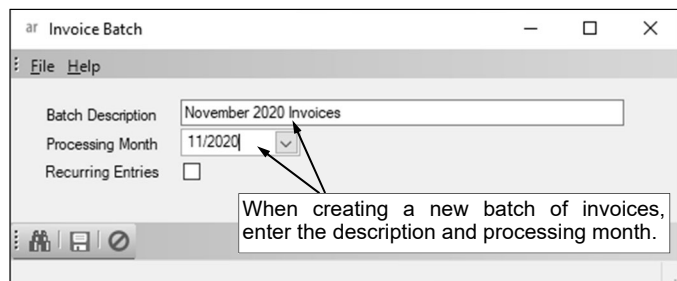 ar Invoice Batch
File Help
Batch Description November 2020 Invoices
Processing Month 11/2020
Recurring Entries
When creating a new batch of invoices,
enter the description and processing month.